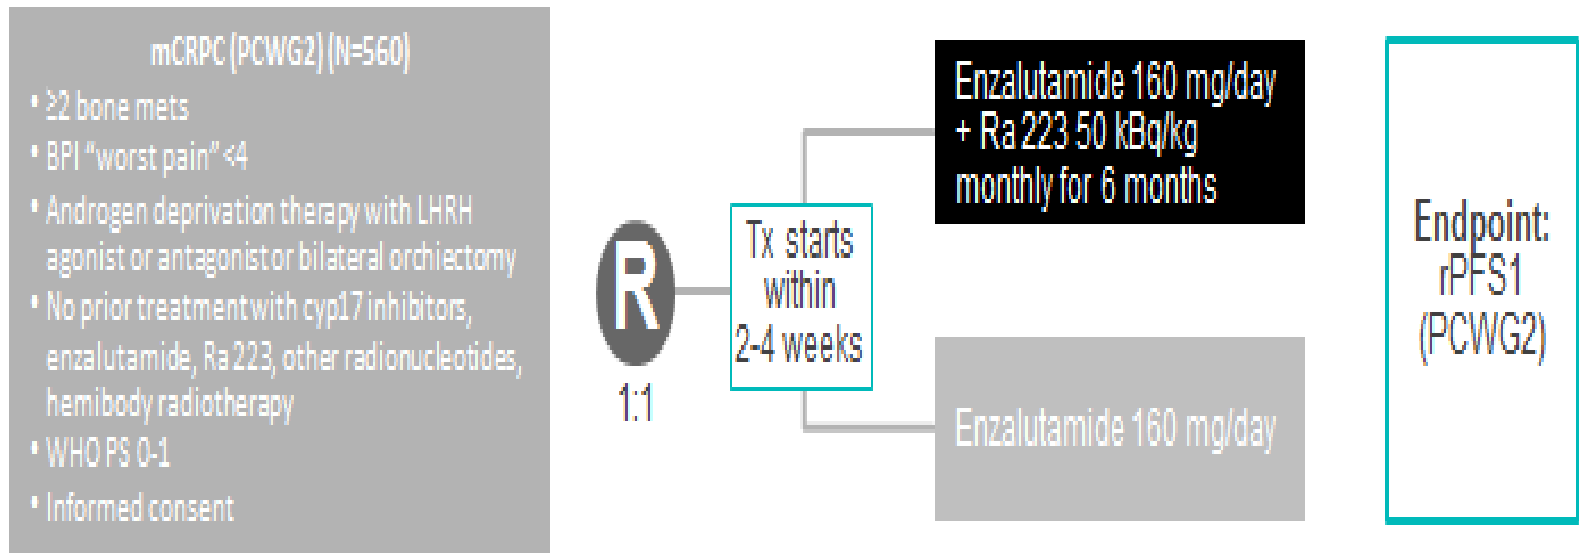 mCRPC (PCWG2) (N=560)
• ≥2 bone mets
• BPI “worst pain” <4
• Androgen deprivation therapy with LHRH
agonist or antagonist or bilateral orchiectomy
• No prior treatment with cyp17 inhibitors,
enzalutamide, Ra 223, other radionucleotides,
hemibody radiotherapy
• WHO PS 0-1
• Informed consent
R
1:1
Tx starts
within
2-4 weeks
Enzalutamide 160 mg/day
+ Ra 223 50 kBq/kg
monthly for 6 months
Enzalutamide 160 mg/day
Endpoint:
rPFS1
(PCWG2)